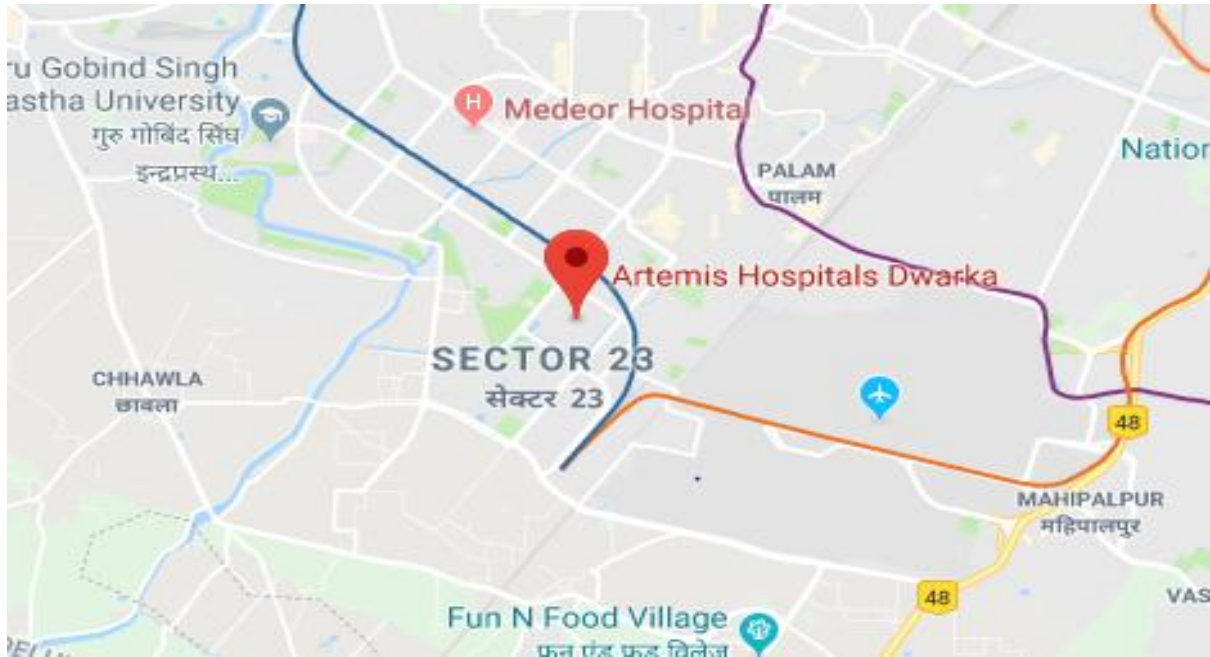 ru Gobind Singh
astha University
गुरु गोबिंद सिंघ
इन्द्रप्रस्थ...
H Medeor Hospital
Nation
PALAM
पालम
Artemis Hospitals Dwarka
SECTOR 23
सेक्टर 23
CHHAWLA
छावला
48
MAHIPALPUR
महिपालपुर
48
VAS
Fun N Food Village
फन एंड फूड विलेज